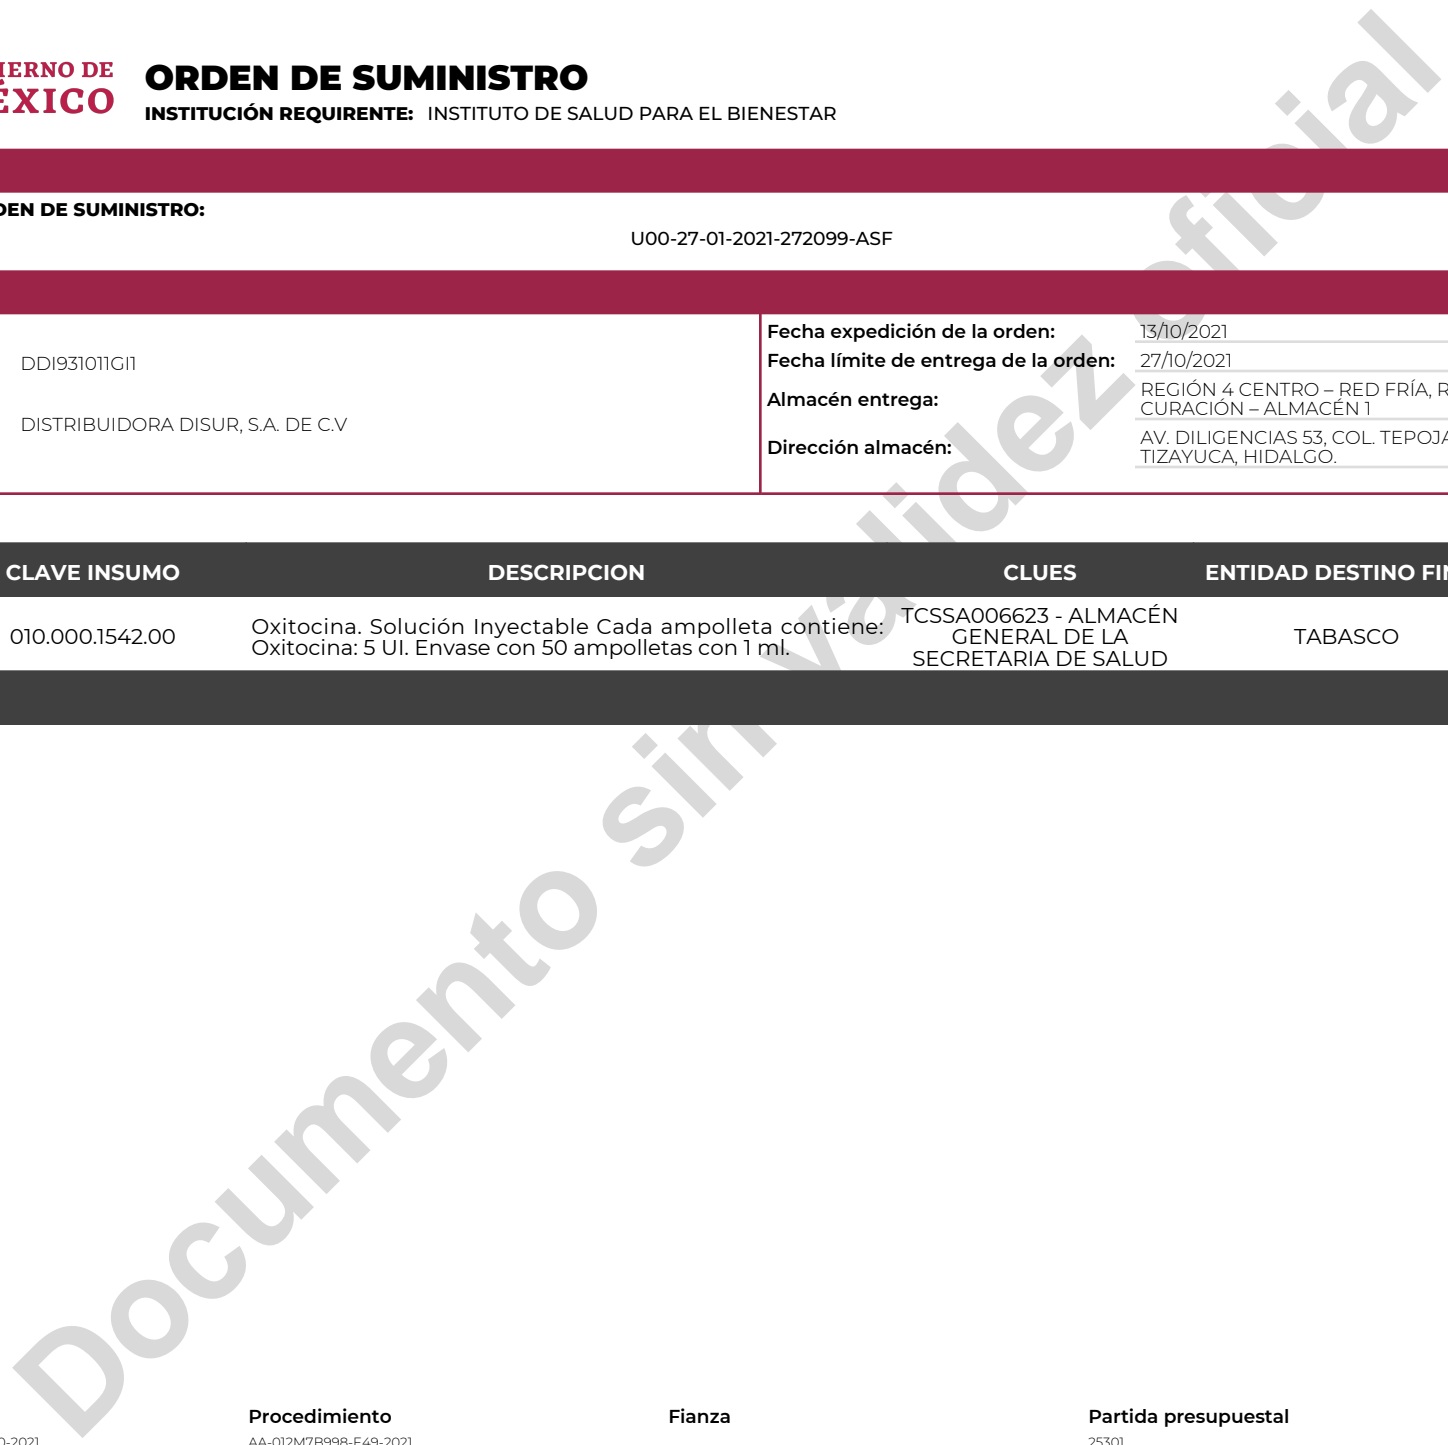 IERNO DE
ÉXICO
ORDEN DE SUMINISTRO
INSTITUCIÓN REQUIRENTE: INSTITUTO DE SALUD PARA EL BIENESTAR
DEN DE SUMINISTRO:
U00-27-01-2021-272099-ASF
DDI931011GI1
DISTRIBUIDORA DISUR, S.A. DE C.V
Fecha expedición de la orden: 13/10/2021
Fecha límite de entrega de la orden: 27/10/2021
Almacén entrega: REGIÓN 4 CENTRO – RED FRÍA, R
CURACIÓN – ALMACÉN 1
Dirección almacén: AV. DILIGENCIAS 53, COL. TEPOJA
TIZAYUCA, HIDALGO.
CLAVE INSUMO DESCRIPCION CLUES ENTIDAD DESTINO FIN
010.000.1542.00
Oxitocina. Solución Inyectable Cada ampolleta contiene:
Oxitocina: 5 UI. Envase con 50 ampolletas con 1 ml.
TCSSA006623 - ALMACÉN
GENERAL DE LA
SECRETARIA DE SALUD
TABASCO
Documento sin validez oficial
Procedimiento Fianza Partida presupuestal
0-2021 AA-012M7B998-E49-2021 25301